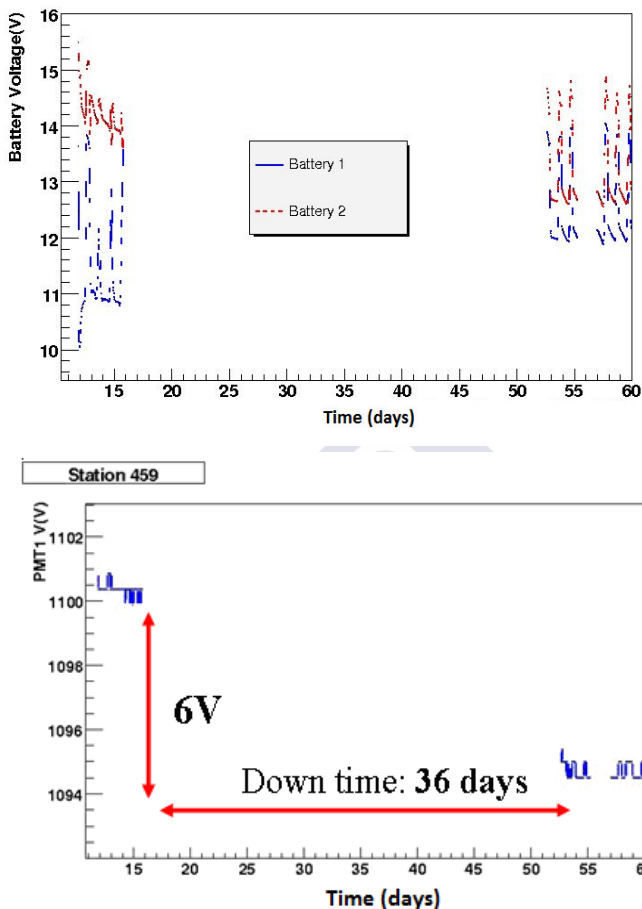 Battery Voltage(V)
16
15
14
13
12
11
10
Battery 1
Battery 2
15 20 25 30 35 40 45 50 55 60
Time (days)
Station 459
PMT1 V(V)
1102
1100
1098
1096
1094
6V
Down time: 36 days
15 20 25 30 35 40 45 50 55
Time (days)